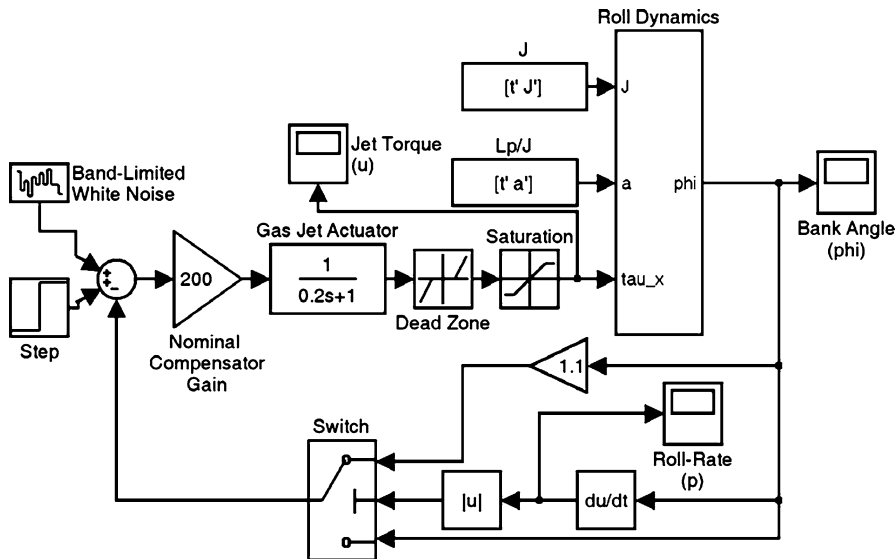 Roll Dynamics
J
[t' J']
J
Jet Torque
(u)
Lp/J
[t' a']
a
phi
Band-Limited
White Noise
Bank Angle
(phi)
Gas Jet Actuator
Saturation
200
1
0.2s+1
tau_x
Dead Zone
Step
Nominal
Compensator
Gain
1.1
Switch
Roll-Rate
(p)
|u|
du/dt